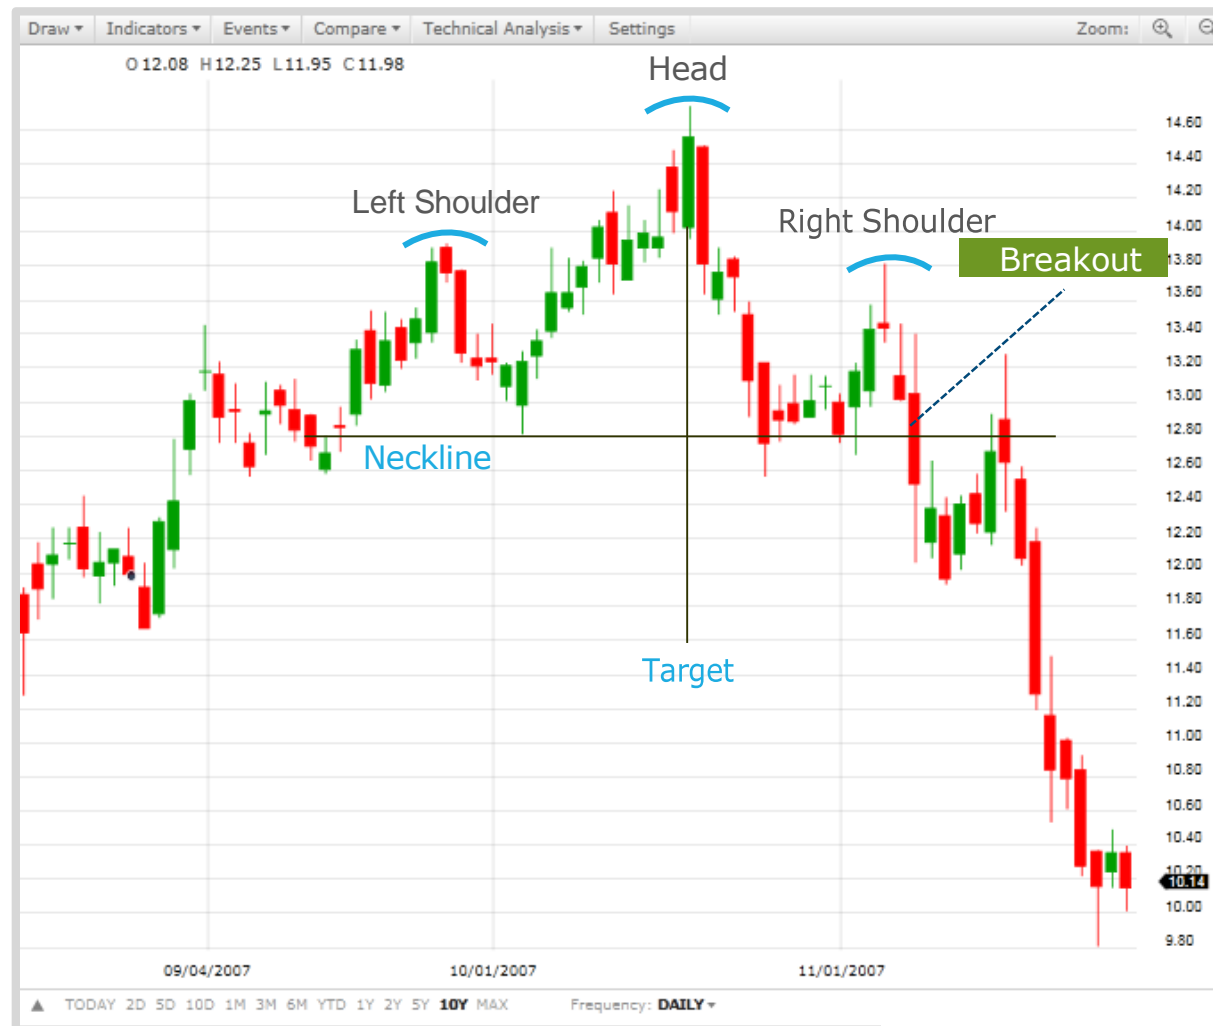 Draw Indicators Events Compare Technical Analysis Settings Zoom:
O 12.08 H 12.25 L 11.95 C 11.98
Head
14.60
14.40
14.20
Left Shoulder
Right Shoulder
14.00
Breakout
13.80
13.60
13.40
13.20
13.00
12.80
Neckline
12.60
12.40
12.20
12.00
11.80
11.60
Target
11.40
11.20
11.00
10.80
10.60
10.40
10.20
10.14
10.00
9.80
09/04/2007 10/01/2007 11/01/2007
TODAY 2D 5D 10D 1M 3M 6M YTD 1Y 2Y 5Y 10Y MAX Frequency: DAILY